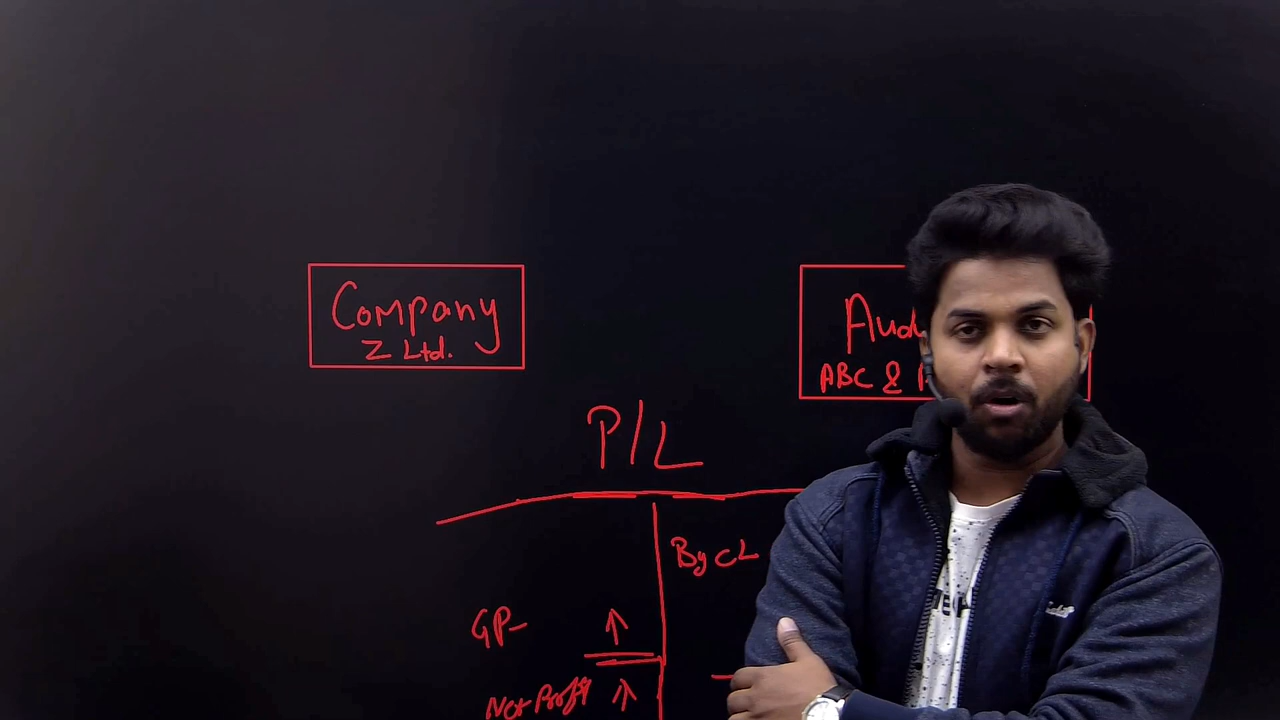 Company
Z Ltd.
Aud
ABC &
P/L
By CL
GP-
Net Profit